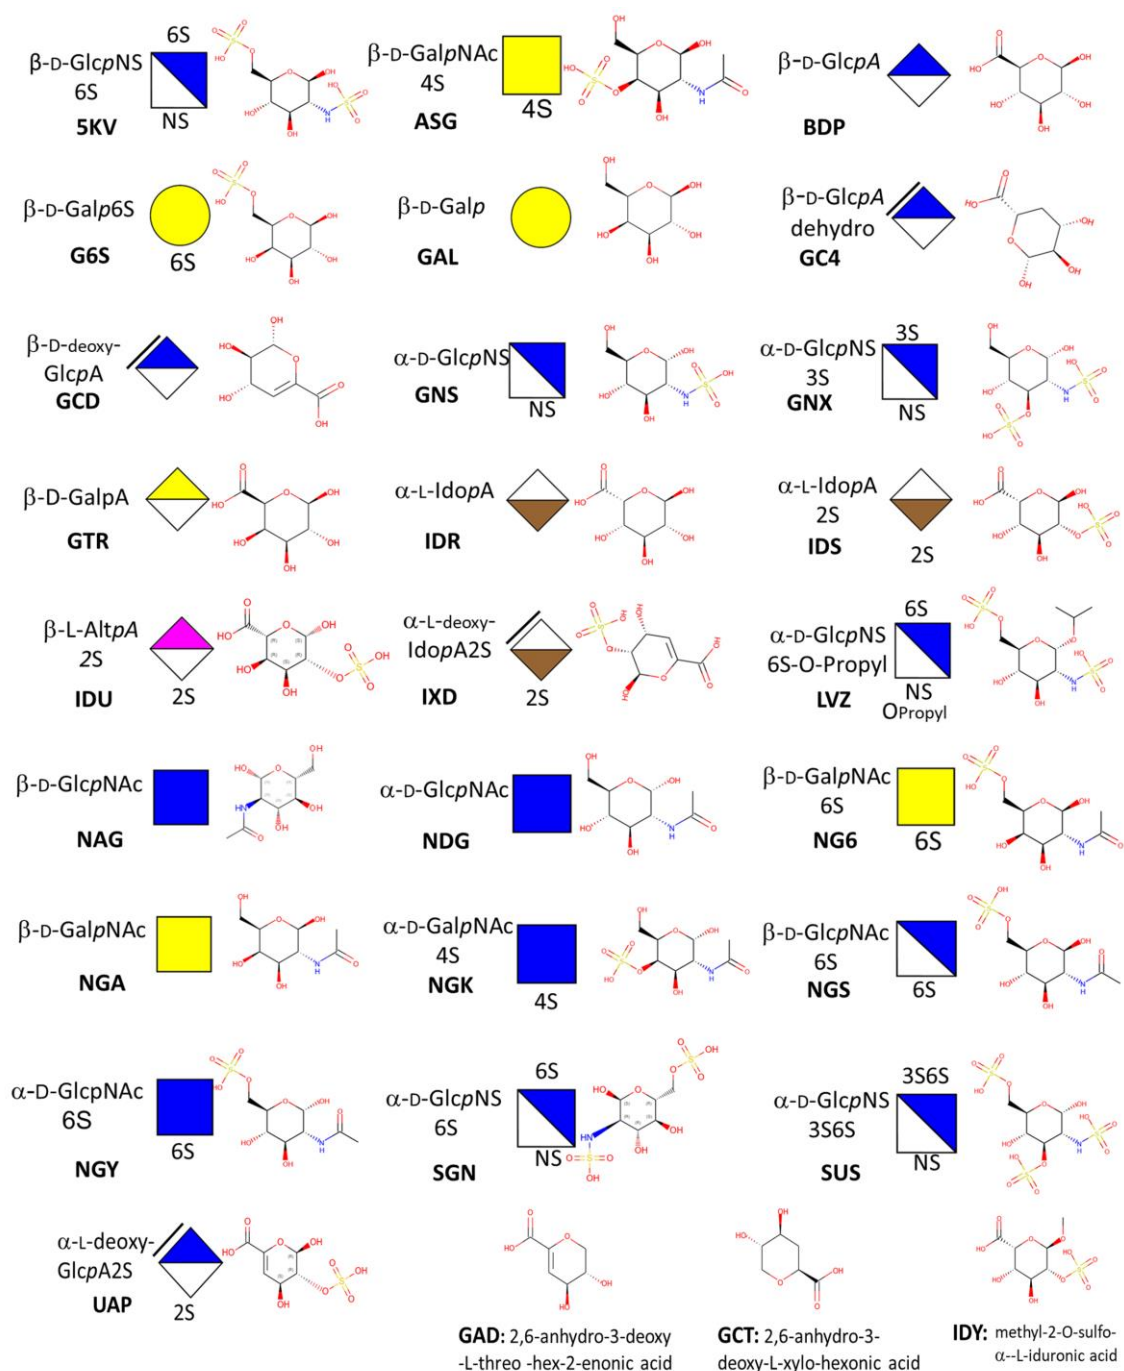 β-D-GlcpNS
6S
5KV
6S
NS
β-D-GalpNAc
4S
ASG
4S
β-D-GlcpA
BDP
β-D-Galp6S
G6S
6S
β-D-Galp
GAL
β-D-GlcpA
dehydro
GC4
β-D-deoxy-
GlcpA
GCD
α-D-GlcpNS
GNS
NS
α-D-GlcpNS
3S
GNX
3S
NS
β-D-GalpA
GTR
α-L-IdopA
IDR
α-L-IdopA
2S
IDS
2S
β-L-AltpA
2S
IDU
2S
α-L-deoxy-
IdopA2S
IXD
2S
α-D-GlcpNS
6S-O-Propyl
LVZ
6S
NS
OPropyl
β-D-GlcpNAc
NAG
α-D-GlcpNAc
NDG
β-D-GalpNAc
6S
NG6
6S
β-D-GalpNAc
NGA
α-D-GalpNAc
4S
NGK
4S
β-D-GlcpNAc
6S
NGS
6S
α-D-GlcpNAc
6S
NGY
6S
α-D-GlcpNS
6S
SGN
6S
NS
α-D-GlcpNS
3S6S
SUS
3S6S
NS
α-L-deoxy-
GlcpA2S
UAP
2S
GAD: 2,6-anhydro-3-deoxy
-L-threo -hex-2-enonic acid
GCT: 2,6-anhydro-3-
deoxy-L-xylo-hexonic acid
IDY: methyl-2-O-sulfo-
α--L-iduronic acid